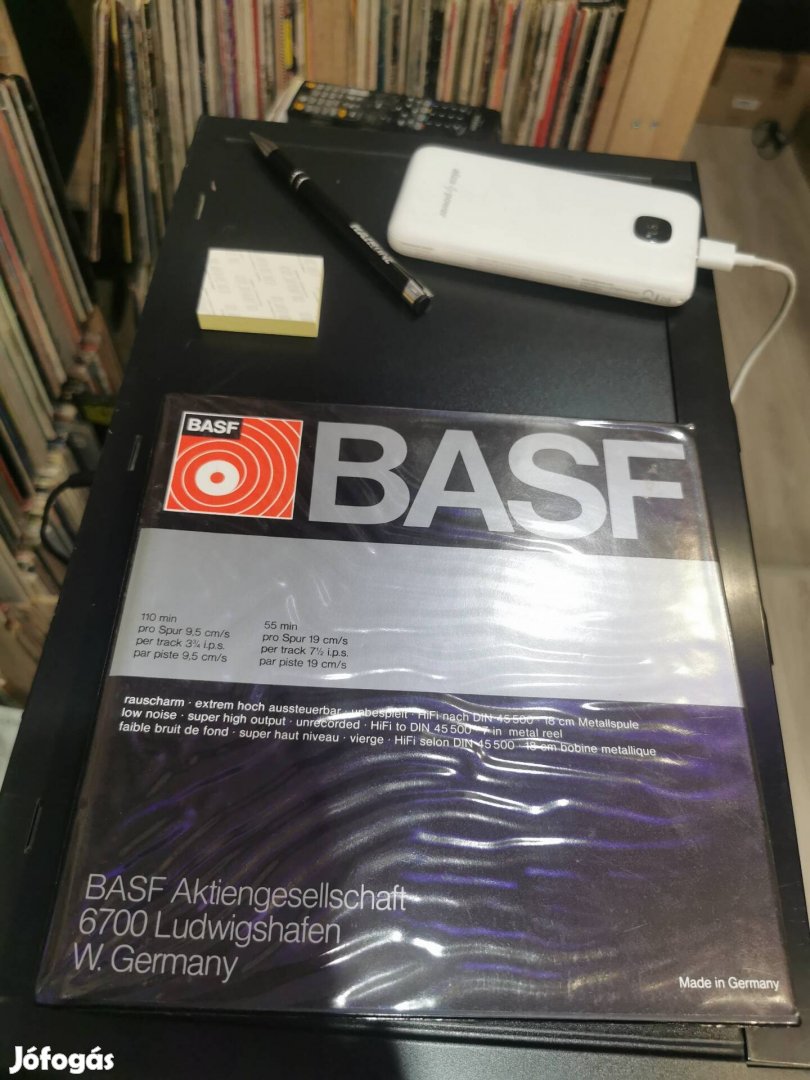 BASF
BASF
110 min
pro Spur 9,5 cm/s
per track 3¾ i.p.s.
par piste 9,5 cm/s
55 min
pro Spur 19 cm/s
per track 7½ i.p.s.
par piste 19 cm/s
rauscharm · extrem hoch aussteuerbar · unbespielt · HiFi nach DIN 45 500 · 18 cm Metallspule
low noise · super high output · unrecorded · HiFi to DIN 45 500 · 7 in metal reel
faible bruit de fond · super haut niveau · vierge · HiFi selon DIN 45 500 · 18 cm bobine metallique
BASF Aktiengesellschaft
6700 Ludwigshafen
W. Germany
Made in Germany
Jófogás